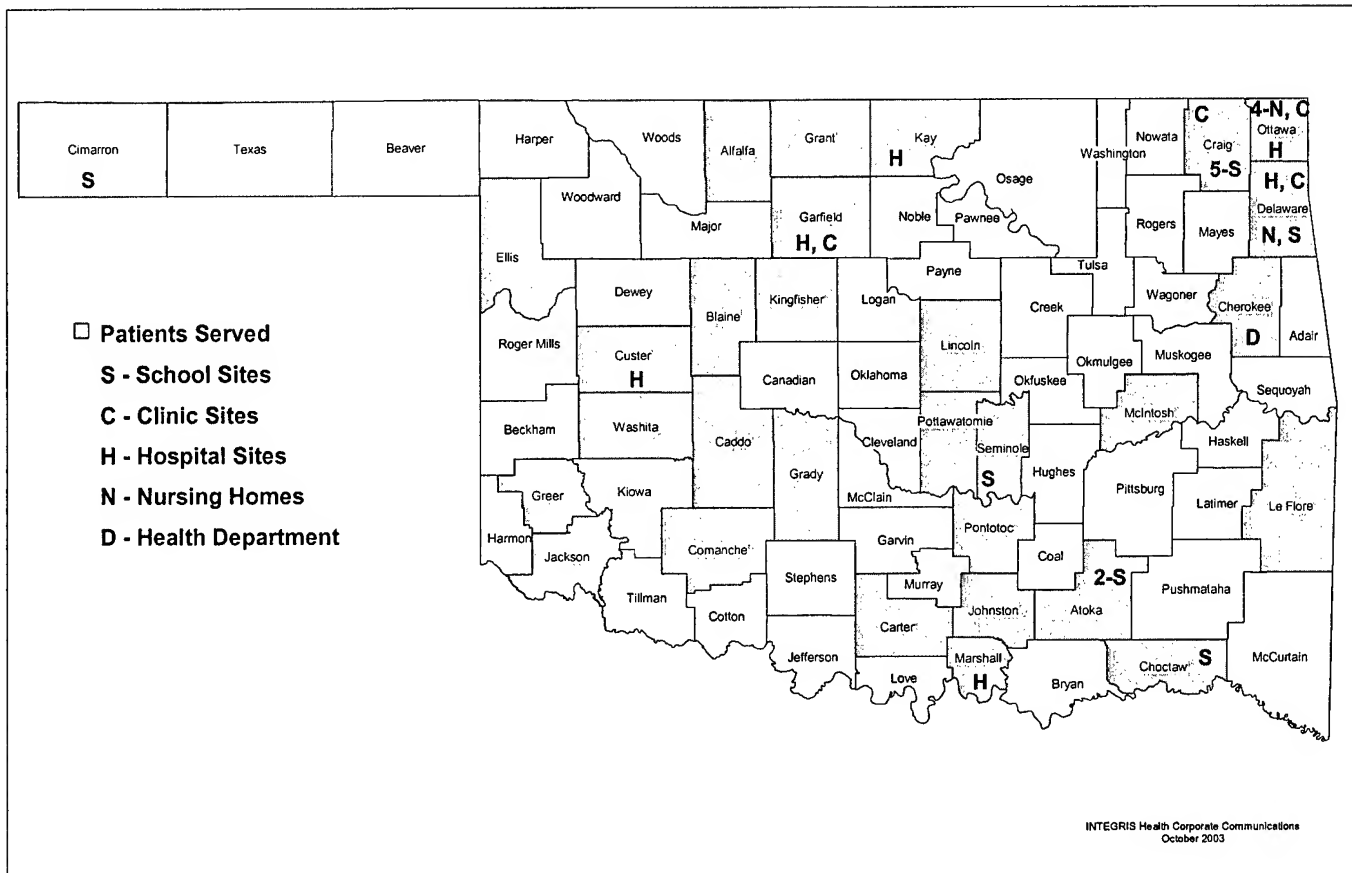 Cimarron
S
Texas
Beaver
Harper
Woods
Alfalfa
Grant
Kay
H
Osage
Washington
Nowata
C
Craig
5-S
4-N, C
Ottawa
H
Woodward
Major
Garfield
H, C
Noble
Pawnee
Rogers
Mayes
H, C
Delaware
N, S
Ellis
Dewey
Blaine
Kingfisher
Logan
Payne
Creek
Tulsa
Wagoner
Cherokee
D
Adair
☐ Patients Served
S - School Sites
C - Clinic Sites
H - Hospital Sites
N - Nursing Homes
D - Health Department
Roger Mills
Custer
H
Canadian
Oklahoma
Lincoln
Okfuskee
Okmulgee
Muskogee
McIntosh
Sequoyah
Beckham
Washita
Caddo
Grady
Cleveland
McClain
Pottawatomie
Seminole
S
Hughes
Pittsburg
Haskell
Latimer
Le Flore
Greer
Kiowa
Harmon
Jackson
Comanche
Stephens
Garvin
Murray
Pontotoc
Coal
2-S
Atoka
Pushmataha
Tillman
Cotton
Jefferson
Carter
Love
Johnston
Marshall
H
Bryan
Choctaw
S
McCurtain
INTEGRIS Health Corporate Communications
October 2003